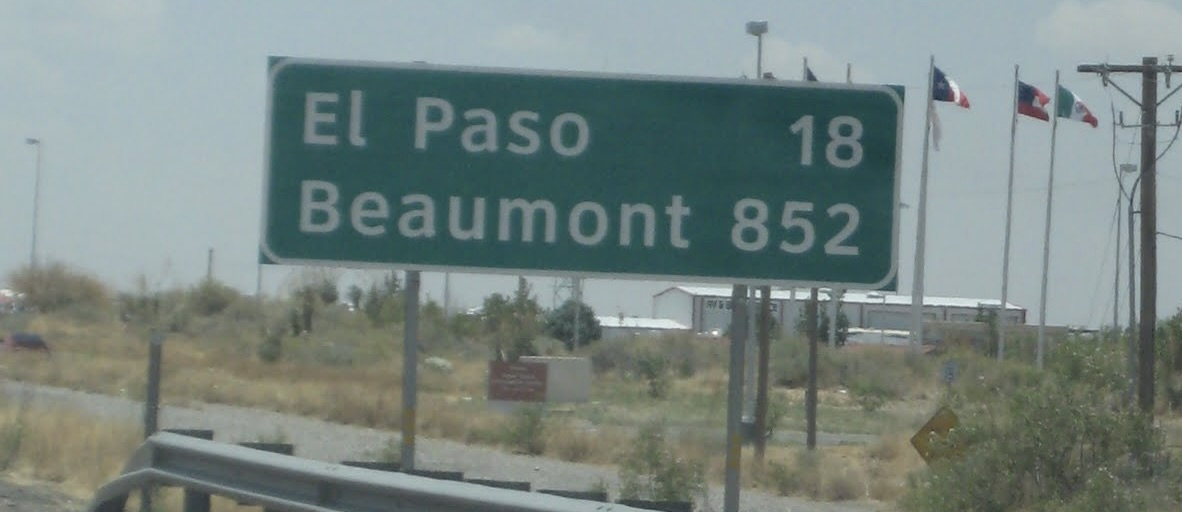 El Paso 18
Beaumont 852